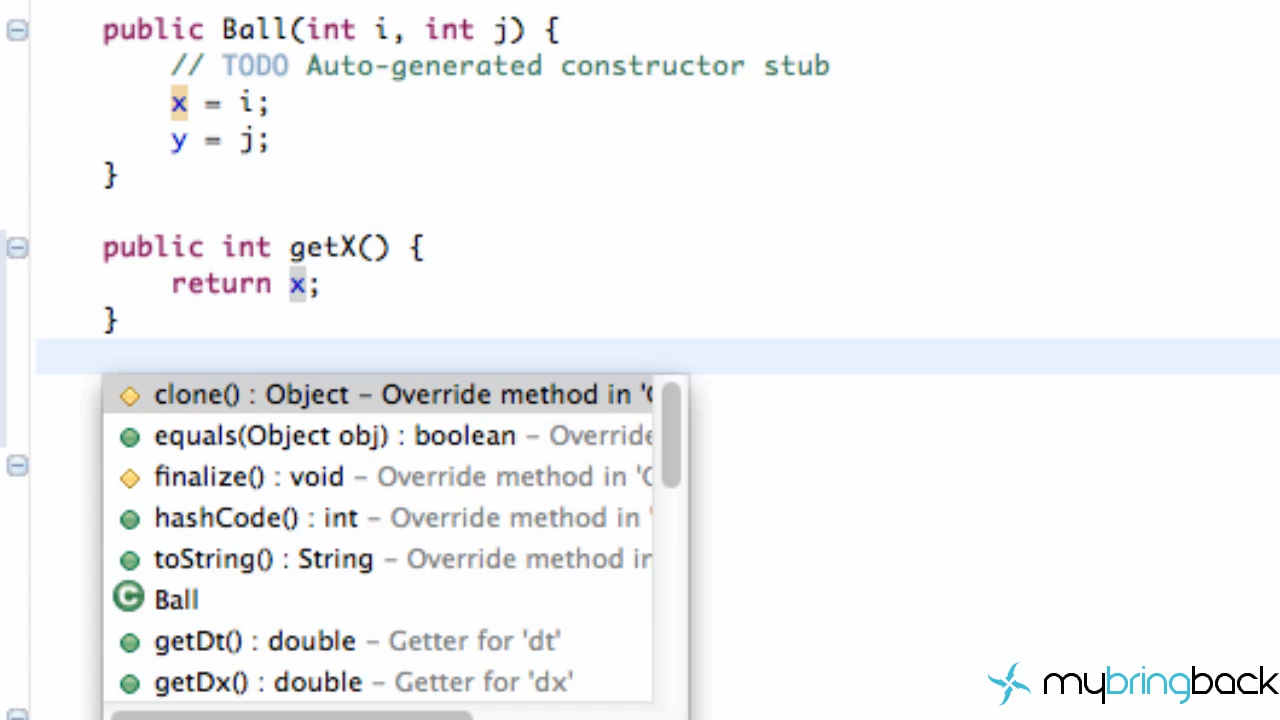 public Ball(int i, int j) {
// TODO Auto-generated constructor stub
x = i;
y = j;
}
public int getX() {
return x;
}
clone() : Object – Override method in '
equals(Object obj) : boolean – Override
finalize() : void – Override method in '
hashCode() : int – Override method in '
toString() : String – Override method in
C Ball
getDt() : double – Getter for 'dt'
getDx() : double – Getter for 'dx'
mybringback